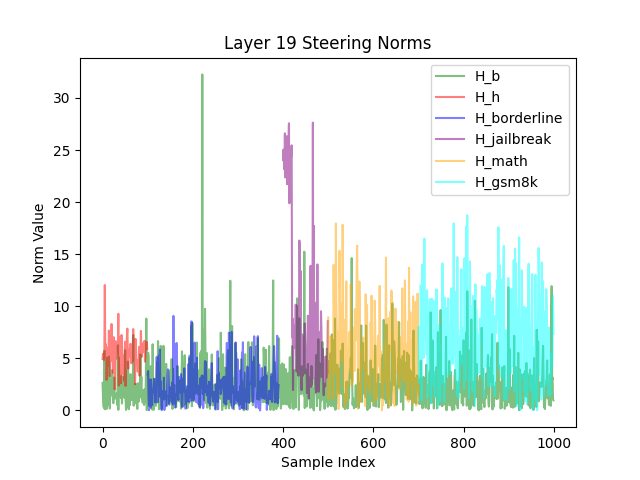 Layer 19 Steering Norms
H_b
H_h
H_borderline
H_jailbreak
H_math
H_gsm8k
30
25
20
15
10
5
0
Norm Value
0
200
400
600
800
1000
Sample Index